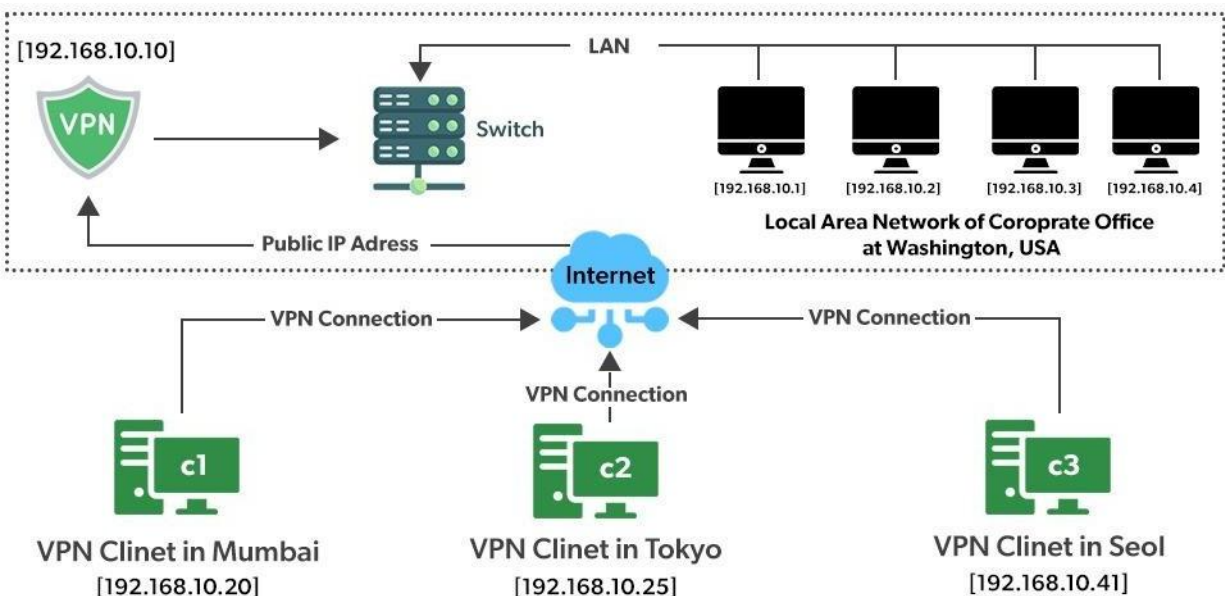 [192.168.10.10]
LAN
VPN
Switch
[192.168.10.1]
[192.168.10.2]
[192.168.10.3]
[192.168.10.4]
Local Area Network of Coroprate Office
at Washington, USA
Public IP Adress
Internet
VPN Connection
VPN Connection
VPN Connection
c1
c2
c3
VPN Clinet in Mumbai
[192.168.10.20]
VPN Clinet in Tokyo
[192.168.10.25]
VPN Clinet in Seol
[192.168.10.41]